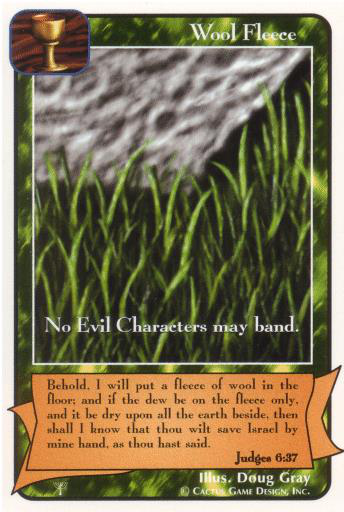 Wool Fleece
No Evil Characters may band.
Behold, I will put a fleece of wool in the
floor; and if the dew be on the fleece only,
and it be dry upon all the earth beside, then
shall I know that thou wilt save Israel by
mine hand, as thou hast said.
Judges 6:37
Illus. Doug Gray
© Cactus Game Design, Inc.